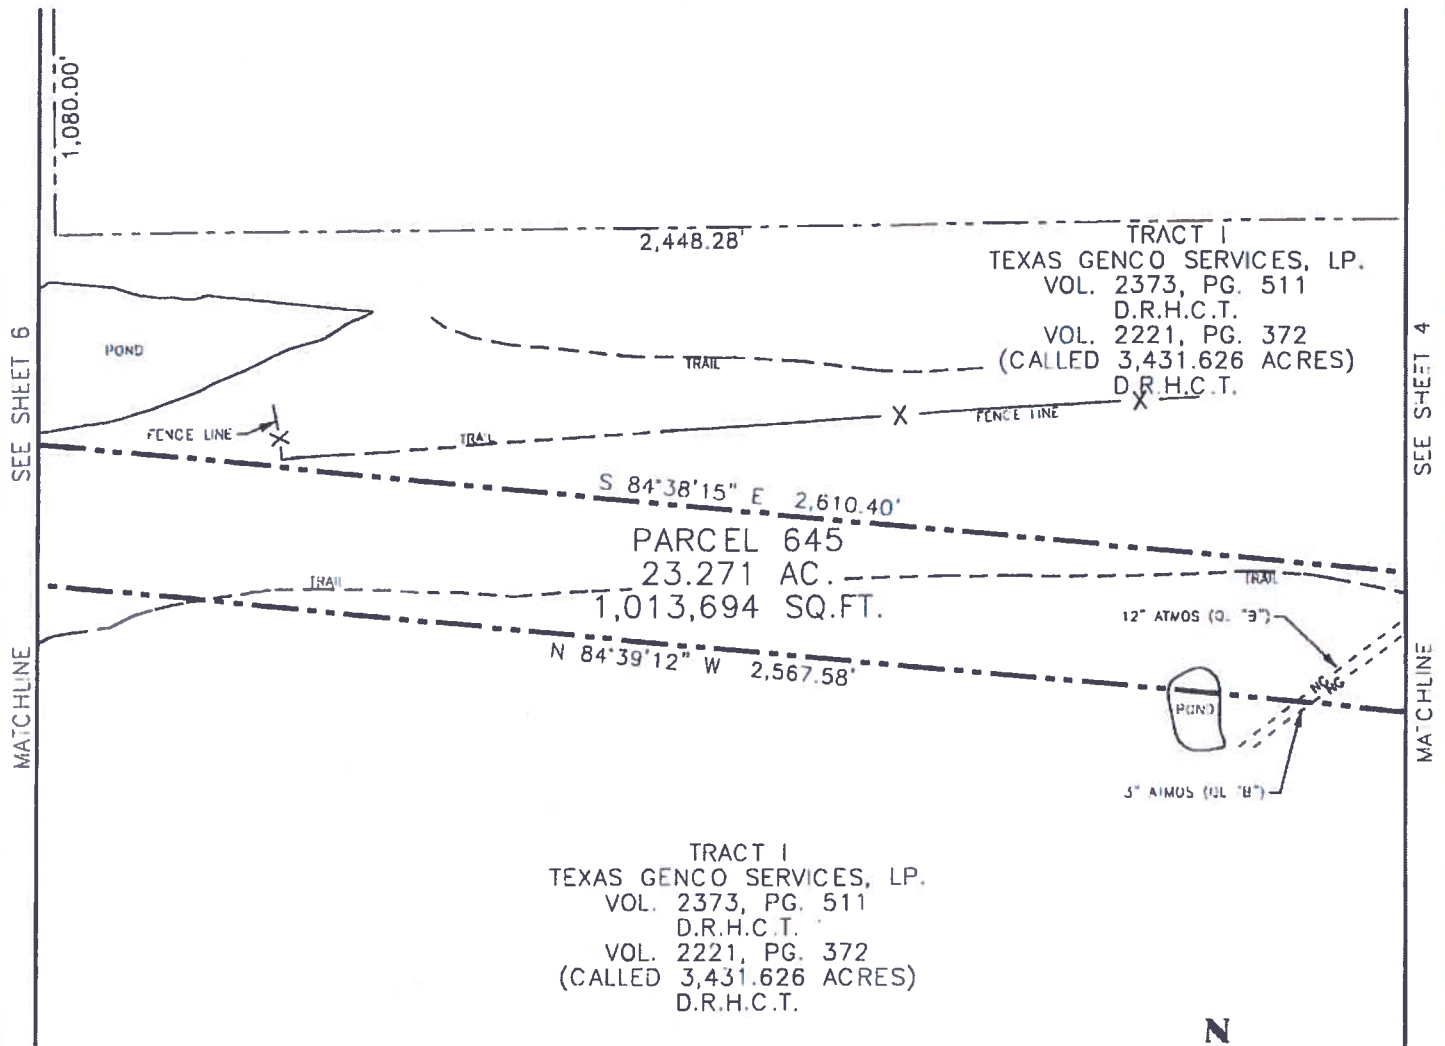 1,080.00'
2,448.28'
TRACT I
TEXAS GENCO SERVICES, LP.
VOL. 2373, PG. 511
D.R.H.C.T.
VOL. 2221, PG. 372
(CALLED 3,431.626 ACRES)
D.R.H.C.T.
POND
TRAIL
SEE SHEET 6
SEE SHEET 4
FENCE LINE
X
TRAIL
X
FENCE LINE
X
S 84°38'15" E 2,610.40'
PARCEL 645
23.271 AC.
1,013,694 SQ.FT.
TRAIL
TRAIL
12" ATMOS (QL "B")
N 84°39'12" W 2,567.58'
NG
NG
POND
MATCHLINE
MATCHLINE
3" ATMOS (QL "B")
TRACT I
TEXAS GENCO SERVICES, LP.
VOL. 2373, PG. 511
D.R.H.C.T.
VOL. 2221, PG. 372
(CALLED 3,431.626 ACRES)
D.R.H.C.T.
N